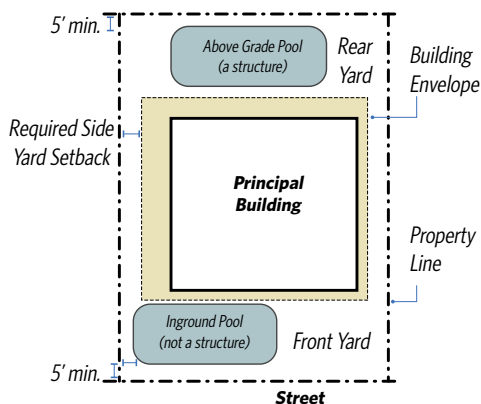 5' min.
Above Grade Pool
(a structure)
Rear
Yard
Building
Envelope
Required Side
Yard Setback
Principal
Building
Property
Line
Inground Pool
(not a structure)
Front Yard
5' min.
Street